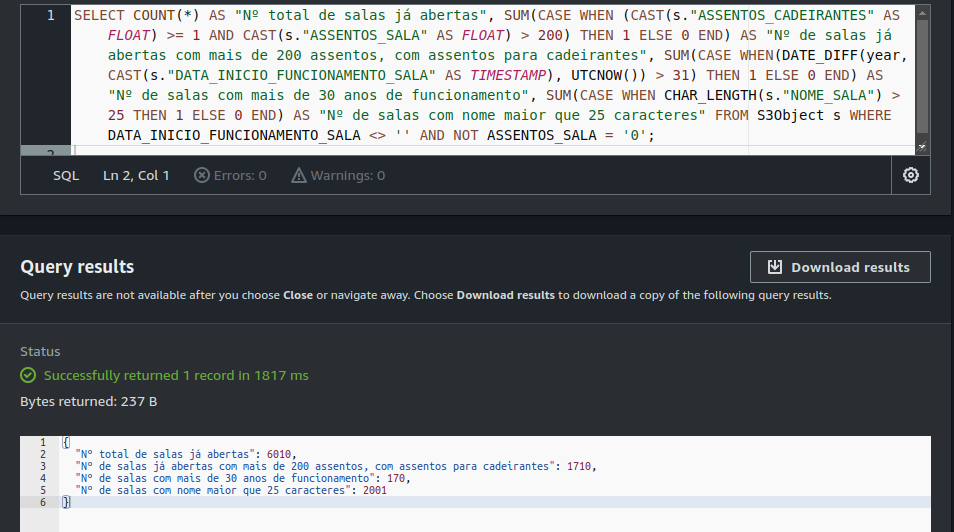 1 SELECT COUNT(*) AS "Nº total de salas já abertas", SUM(CASE WHEN (CAST(s."ASSENTOS_CADEIRANTES" AS
FLOAT) >= 1 AND CAST(s."ASSENTOS_SALA" AS FLOAT) > 200) THEN 1 ELSE 0 END) AS "Nº de salas já
abertas com mais de 200 assentos, com assentos para cadeirantes", SUM(CASE WHEN(DATE_DIFF(year,
CAST(s."DATA_INICIO_FUNCIONAMENTO_SALA" AS TIMESTAMP), UTCNOW()) > 31) THEN 1 ELSE 0 END) AS
"Nº de salas com mais de 30 anos de funcionamento", SUM(CASE WHEN CHAR_LENGTH(s."NOME_SALA") >
25 THEN 1 ELSE 0 END) AS "Nº de salas com nome maior que 25 caracteres" FROM S3Object s WHERE
DATA_INICIO_FUNCIONAMENTO_SALA <> '' AND NOT ASSENTOS_SALA = '0';
2
SQL Ln 2, Col 1 Errors: 0 Warnings: 0
Query results
Download results
Query results are not available after you choose Close or navigate away. Choose Download results to download a copy of the following query results.
Status
Successfully returned 1 record in 1817 ms
Bytes returned: 237 B
1 {
2 "Nº total de salas já abertas": 6010,
3 "Nº de salas já abertas com mais de 200 assentos, com assentos para cadeirantes": 1710,
4 "Nº de salas com mais de 30 anos de funcionamento": 170,
5 "Nº de salas com nome maior que 25 caracteres": 2001
6 }